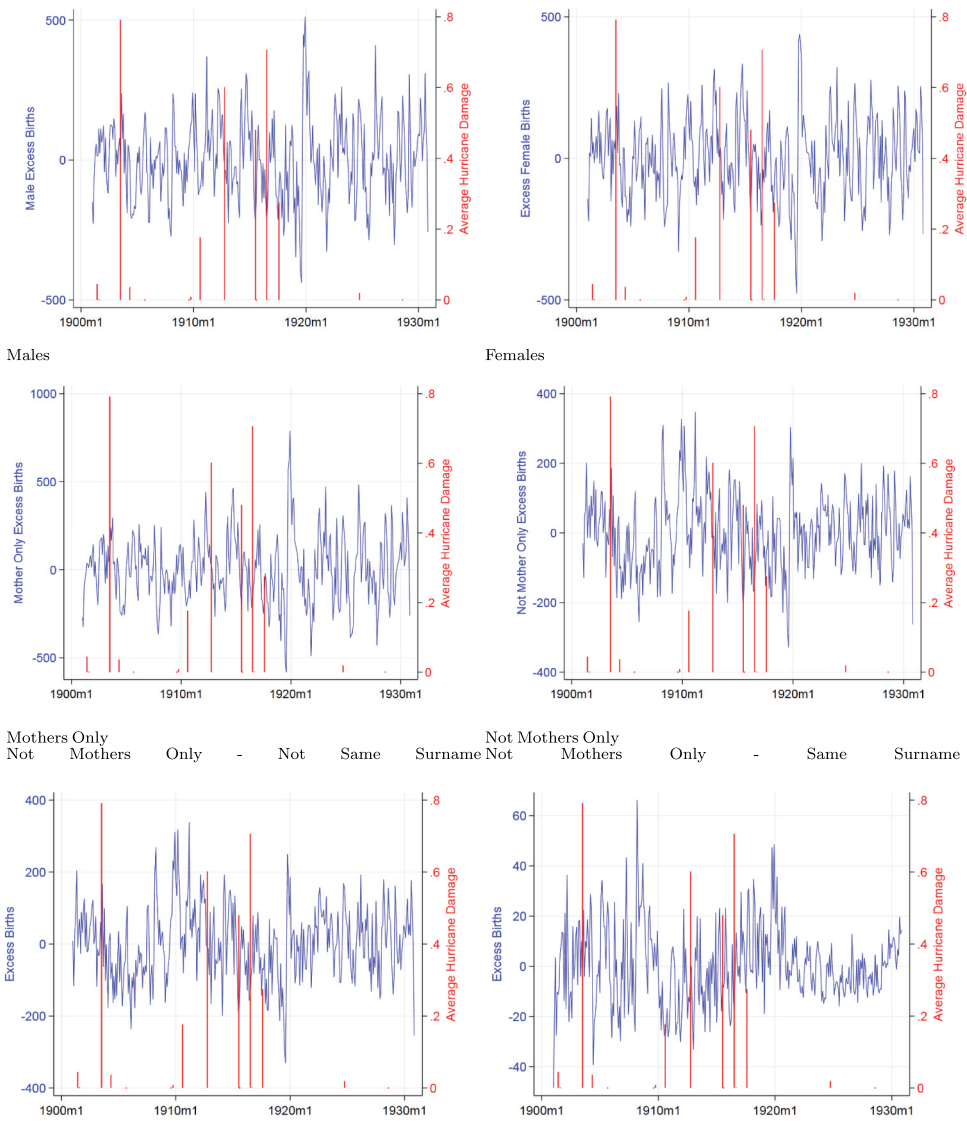 500
0
-500
Male Excess Births
.8
.6
.4
.2
0
Average Hurricane Damage
1900m1 1910m1 1920m1 1930m1
500
0
-500
Excess Female Births
.8
.6
.4
.2
0
Average Hurricane Damage
1900m1 1910m1 1920m1 1930m1
Males Females
1000
500
0
-500
Mother Only Excess Births
.8
.6
.4
.2
0
Average Hurricane Damage
1900m1 1910m1 1920m1 1930m1
400
200
0
-200
-400
Not Mother Only Excess Births
.8
.6
.4
.2
0
Average Hurricane Damage
1900m1 1910m1 1920m1 1930m1
Mothers Only Not Mothers Only
Not Mothers Only - Not Same Surname Not Mothers Only - Same Surname
400
200
0
-200
-400
Excess Births
.8
.6
.4
.2
0
Average Hurricane Damage
1900m1 1910m1 1920m1 1930m1
60
40
20
0
-20
-40
Excess Births
.8
.6
.4
.2
0
Average Hurricane Damage
1900m1 1910m1 1920m1 1930m1